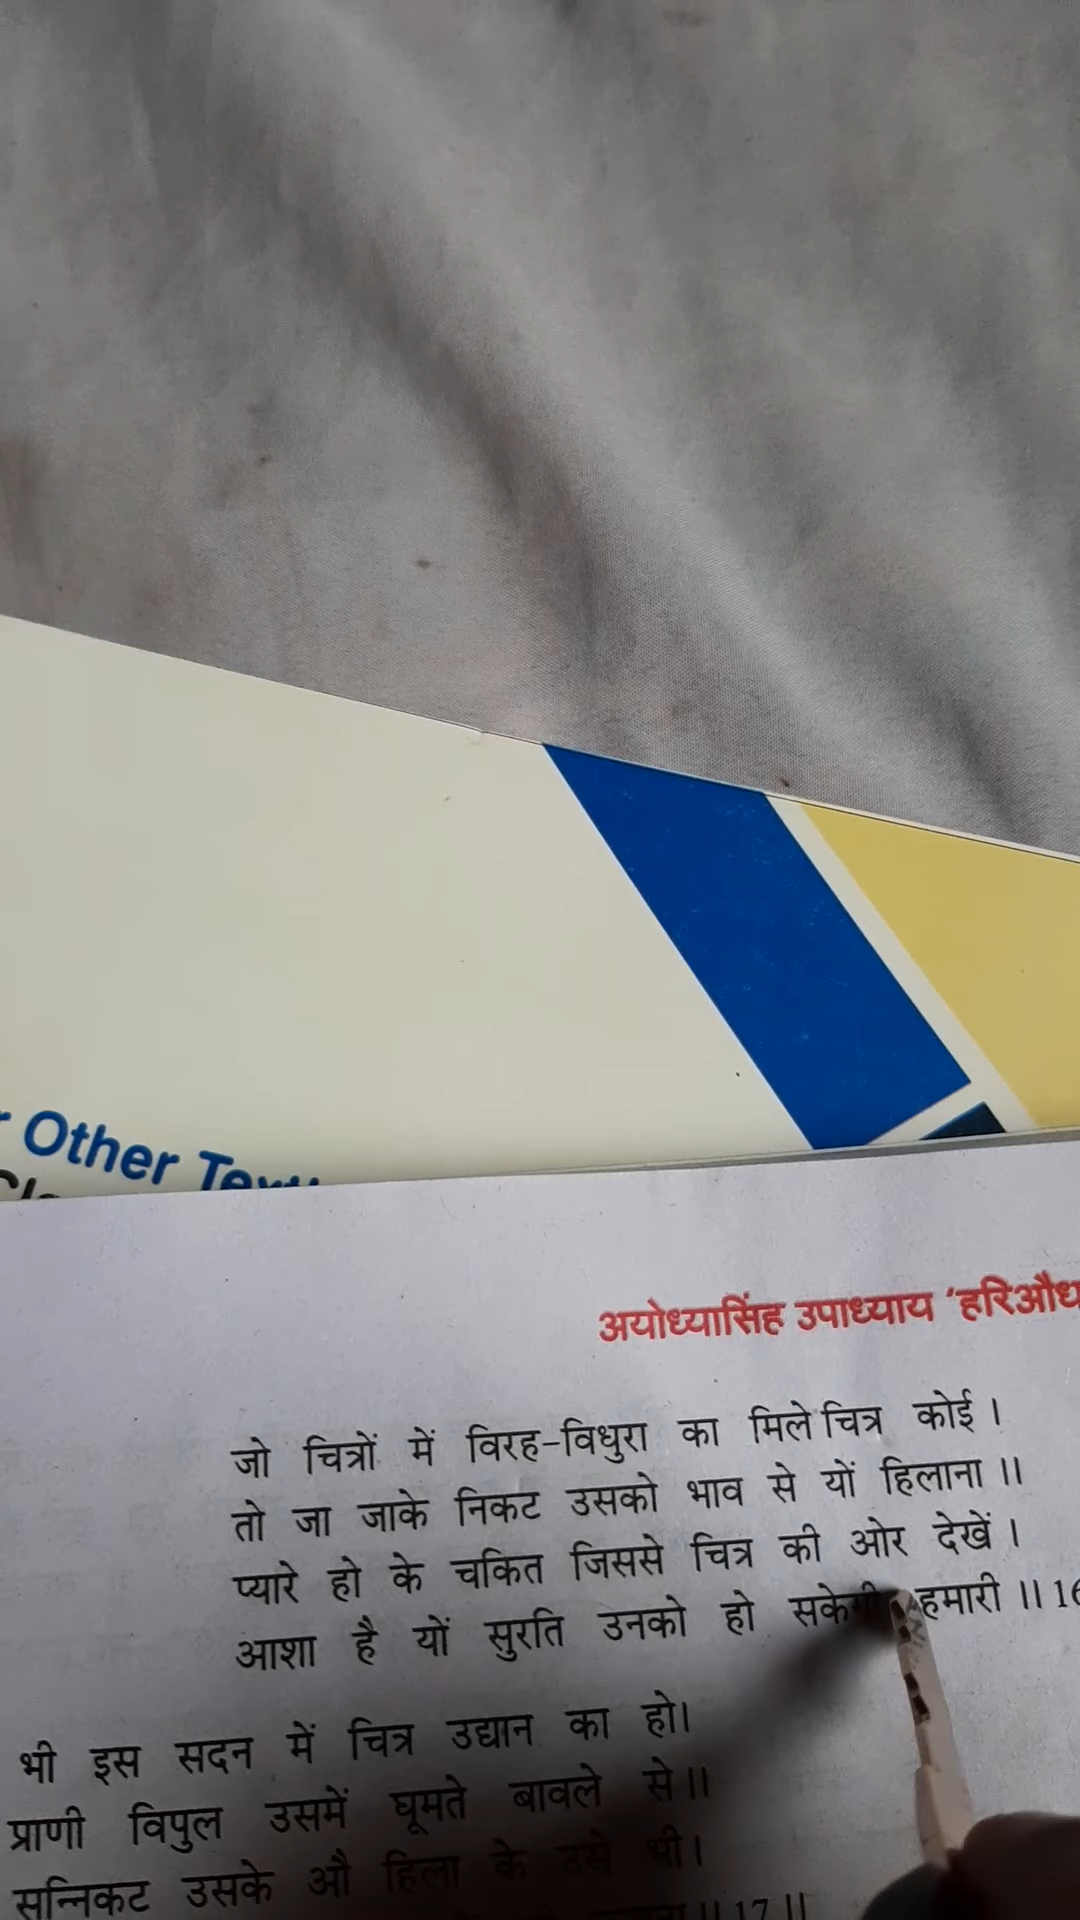 Other
अयोध्यासिंह उपाध्याय 'हरिऔध
जो चित्रों में विरह-विधुरा का मिले चित्र कोई ।
तो जा जाके निकट उसको भाव से यों हिलाना ॥
प्यारे हो के चकित जिससे चित्र की ओर देखें ।
आशा है यों सुरति उनको हो सकेगी हमारी ॥ 16
भी इस सदन में चित्र उद्यान का हो।
प्राणी विपुल उसमें घूमते बावले से॥
सन्निकट उसके औ हिला के उसे भी।
॥ 17 ॥